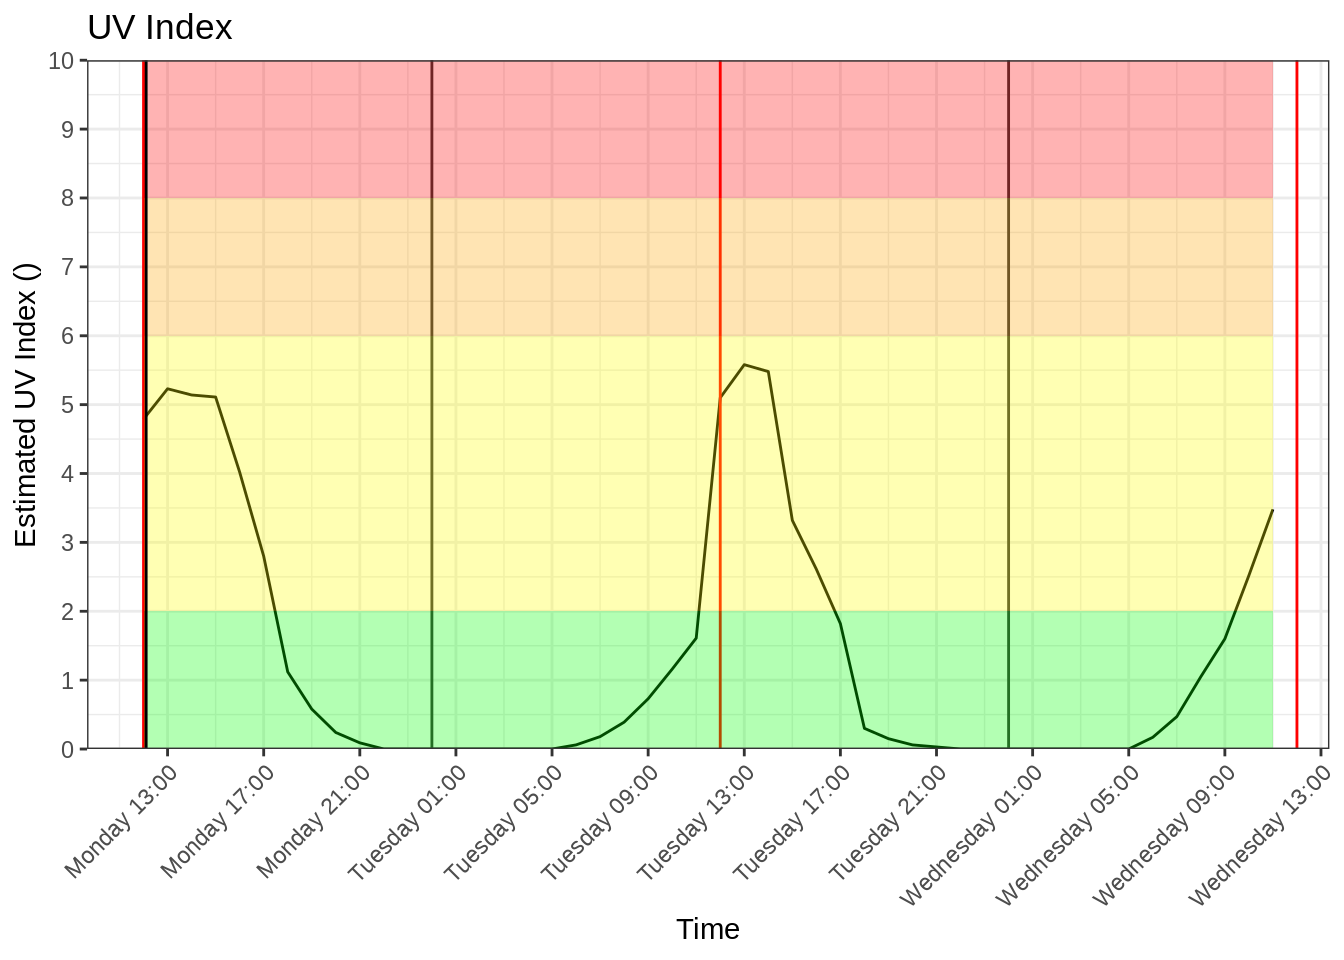 UV Index
10
9
8
7
6
5
4
3
2
1
0
Estimated UV Index ()
Monday 13:00
Monday 17:00
Monday 21:00
Tuesday 01:00
Tuesday 05:00
Tuesday 09:00
Tuesday 13:00
Tuesday 17:00
Tuesday 21:00
Wednesday 01:00
Wednesday 05:00
Wednesday 09:00
Wednesday 13:00
Time